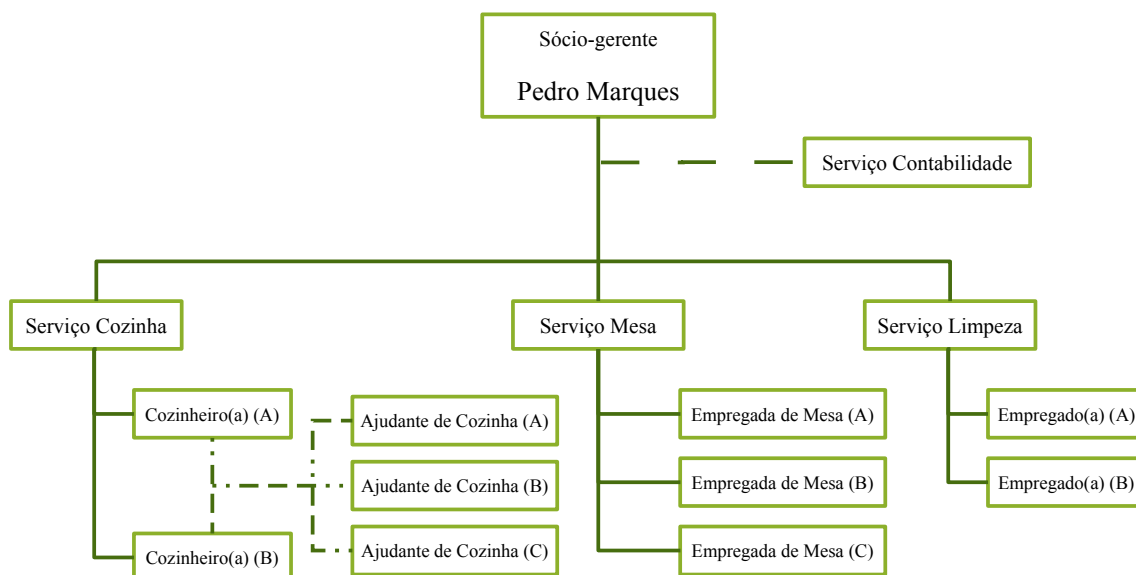 Sócio-gerente
Pedro Marques
Serviço Contabilidade
Serviço Cozinha
Serviço Mesa
Serviço Limpeza
Cozinheiro(a) (A)
Ajudante de Cozinha (A)
Empregada de Mesa (A)
Empregado(a) (A)
Ajudante de Cozinha (B)
Empregada de Mesa (B)
Empregado(a) (B)
Cozinheiro(a) (B)
Ajudante de Cozinha (C)
Empregada de Mesa (C)